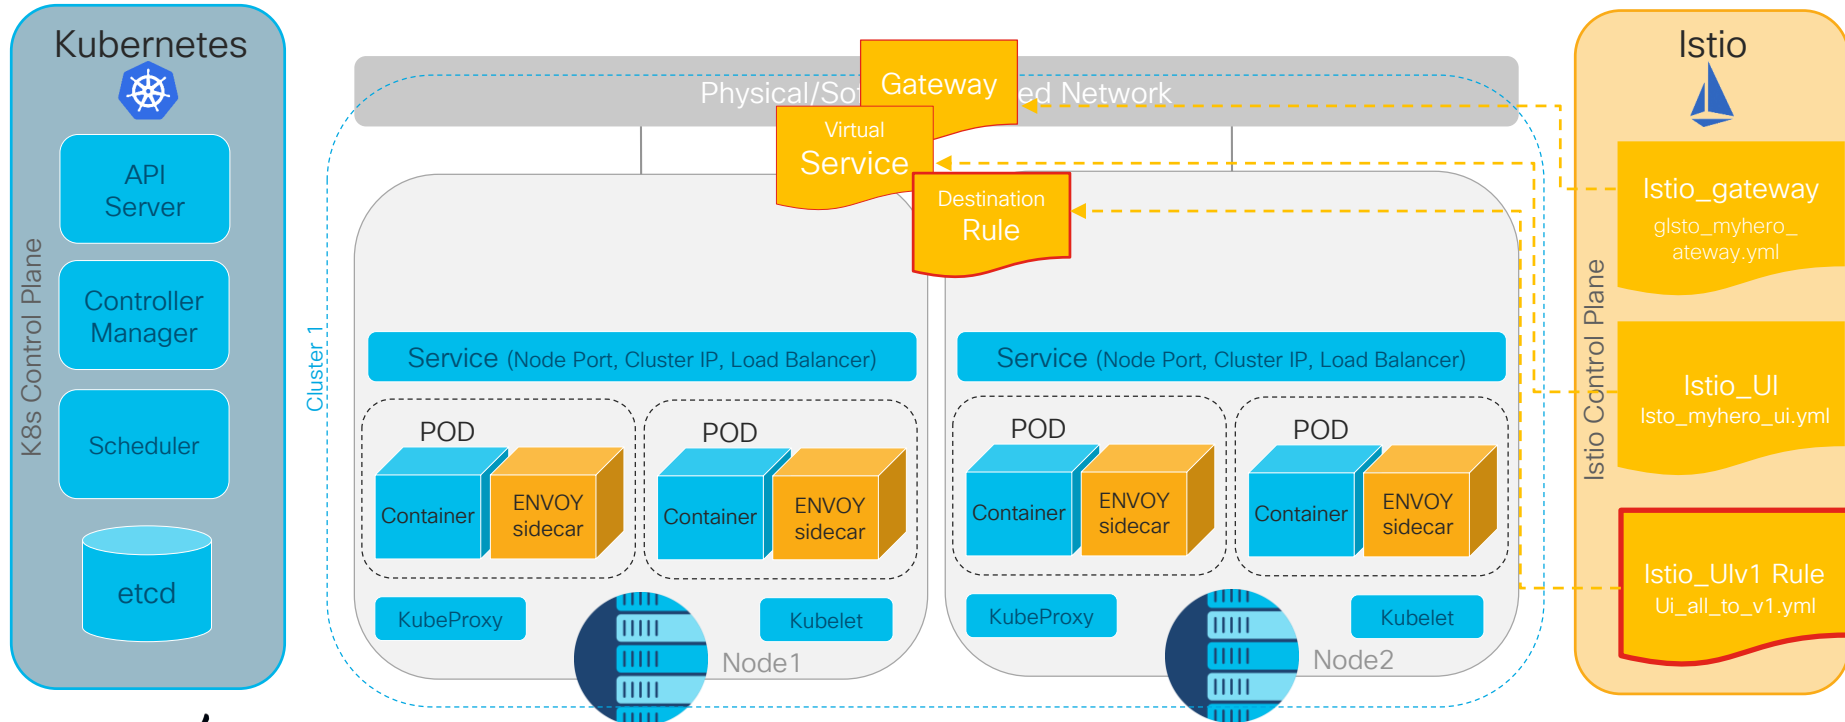 Kubernetes
K8s Control Plane
API
Server
Controller
Manager
Scheduler
etcd
Cluster 1
Physical/So
ed Network
Gateway
Virtual
Service
Destination
Rule
Service (Node Port, Cluster IP, Load Balancer)
POD
Container
ENVOY
sidecar
POD
Container
ENVOY
sidecar
KubeProxy
Kubelet
Node1
Service (Node Port, Cluster IP, Load Balancer)
POD
Container
ENVOY
sidecar
POD
Container
ENVOY
sidecar
KubeProxy
Kubelet
Node2
Istio
Istio Control Plane
Istio_gateway
gIsto_myhero_
ateway.yml
Istio_UI
Isto_myhero_ui.yml
Istio_UIv1 Rule
Ui_all_to_v1.yml